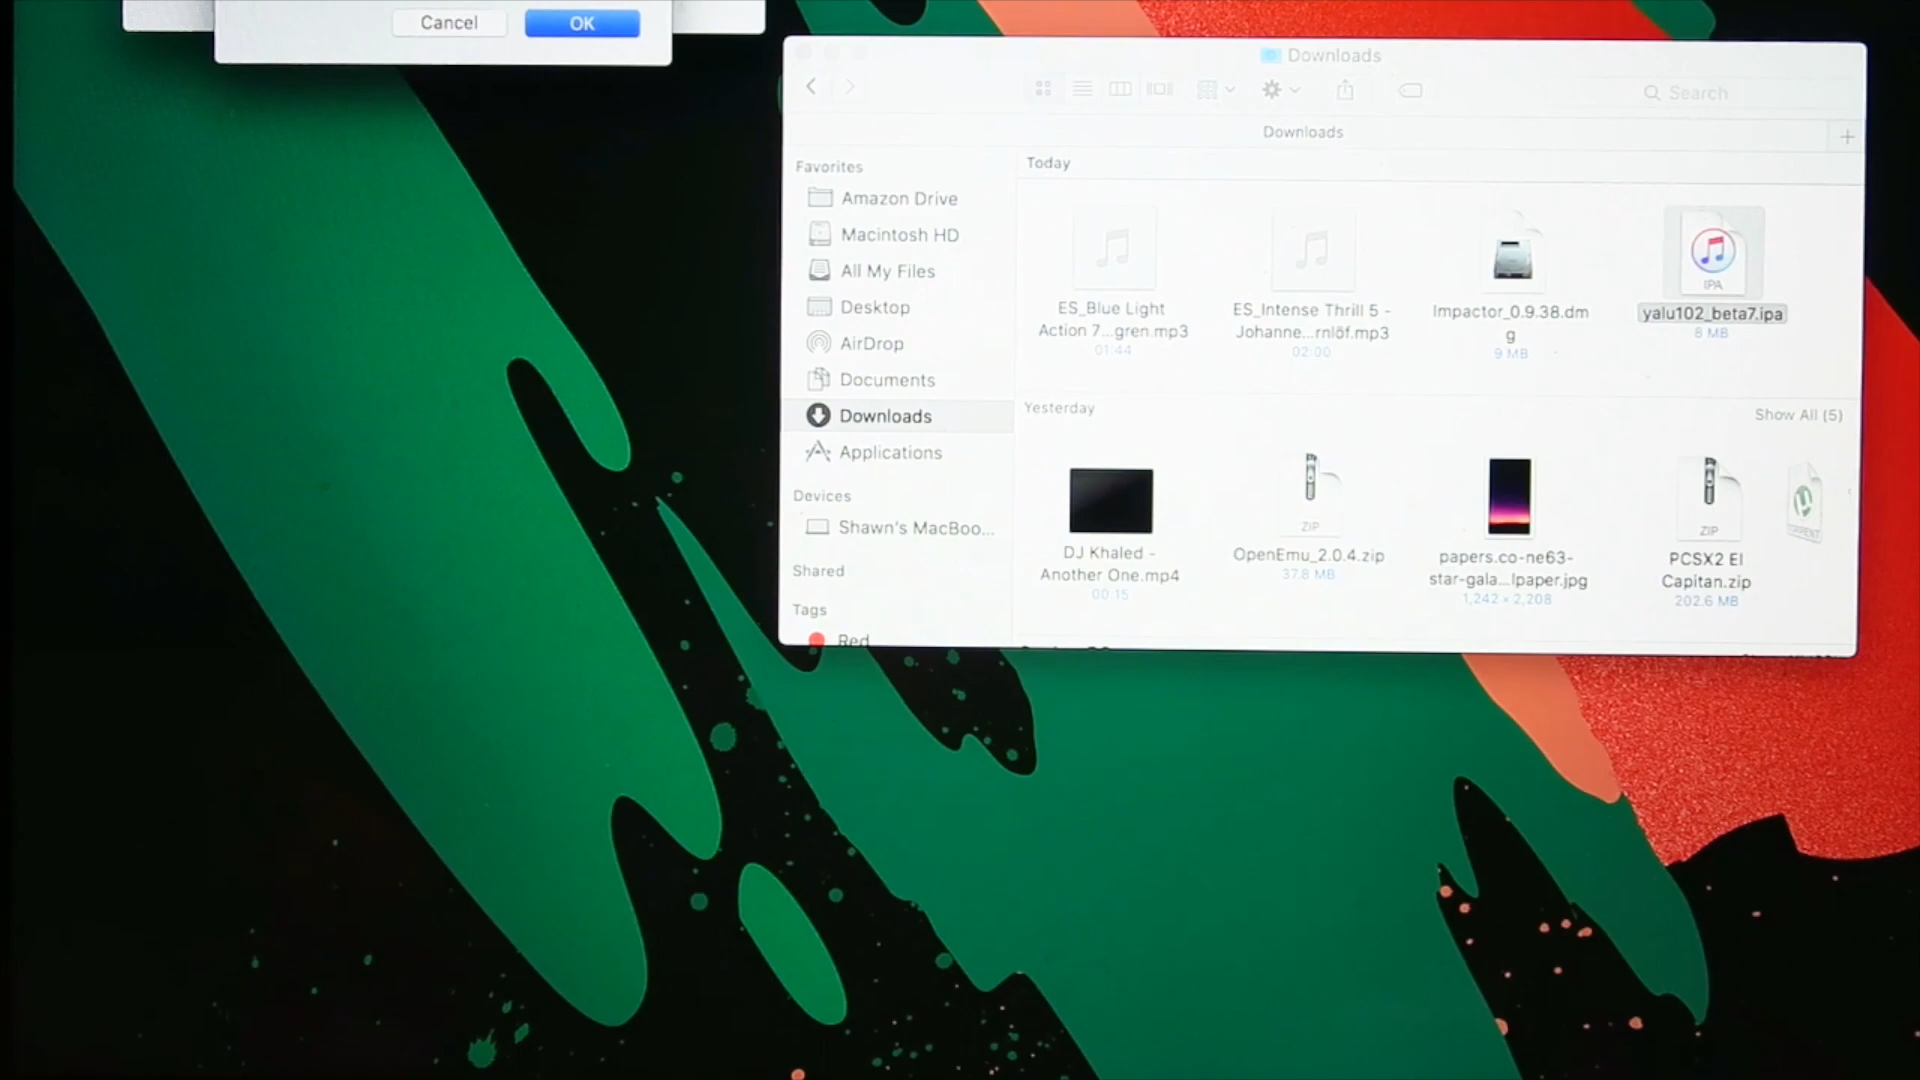 Cancel
OK
Downloads
Search
Downloads
Favorites
Amazon Drive
Macintosh HD
All My Files
Desktop
AirDrop
Documents
Downloads
Applications
Devices
Shawn's MacBoo...
Shared
Tags
Red
Today
ES_Blue Light
Action 7...gren.mp3
01:44
ES_Intense Thrill 5 -
Johanne...rnlöf.mp3
02:00
Impactor_0.9.38.dm
g
9 MB
IPA
yalu102_beta7.ipa
8 MB
Yesterday
Show All (5)
DJ Khaled -
Another One.mp4
00:15
ZIP
OpenEmu_2.0.4.zip
37.8 MB
papers.co-ne63-
star-gala...lpaper.jpg
1,242 × 2,208
ZIP
PCSX2 El
Capitan.zip
202.6 MB
TORRENT